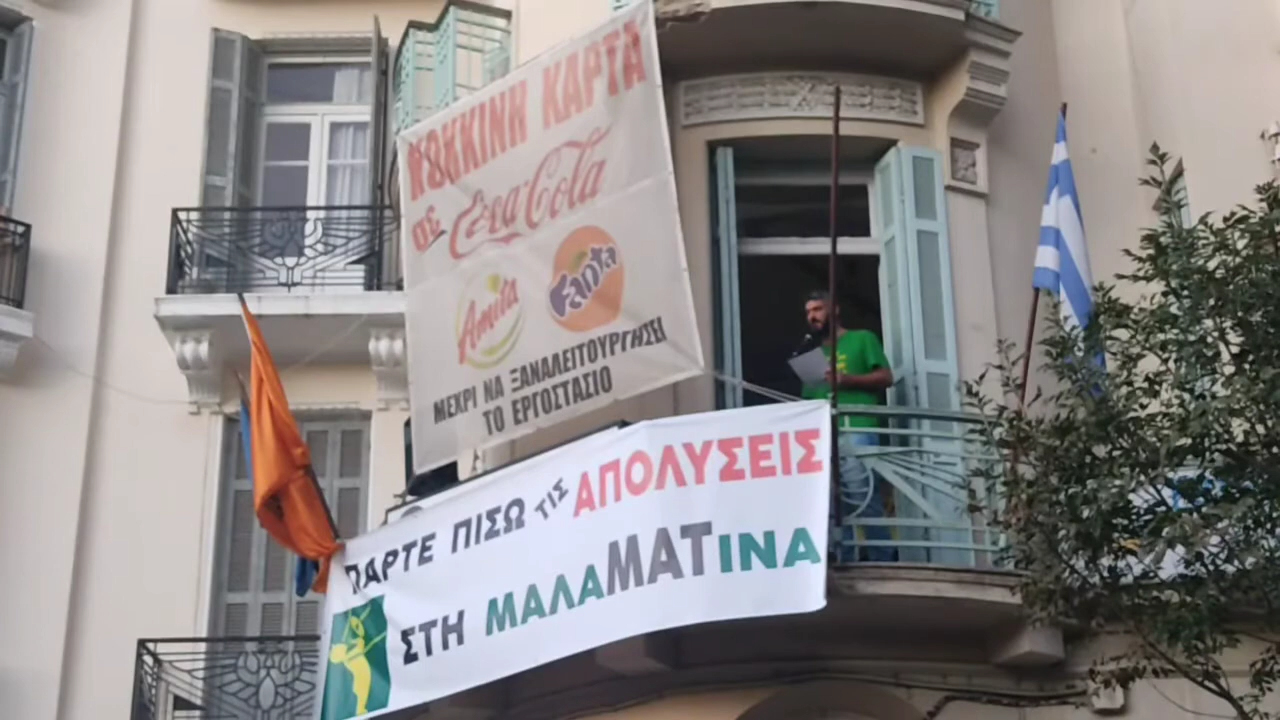 ΚΟΚΚΙΝΗ ΚΑΡΤΑ
σε Coca-Cola
Amita Fanta
ΜΕΧΡΙ ΝΑ ΞΑΝΑΛΕΙΤΟΥΡΓΗΣΕΙ
ΤΟ ΕΡΓΟΣΤΑΣΙΟ
ΠΑΡΤΕ ΠΙΣΩ ΤΙΣ ΑΠΟΛΥΣΕΙΣ
ΣΤΗ ΜΑΛΑΜΑΤΙΝΑ